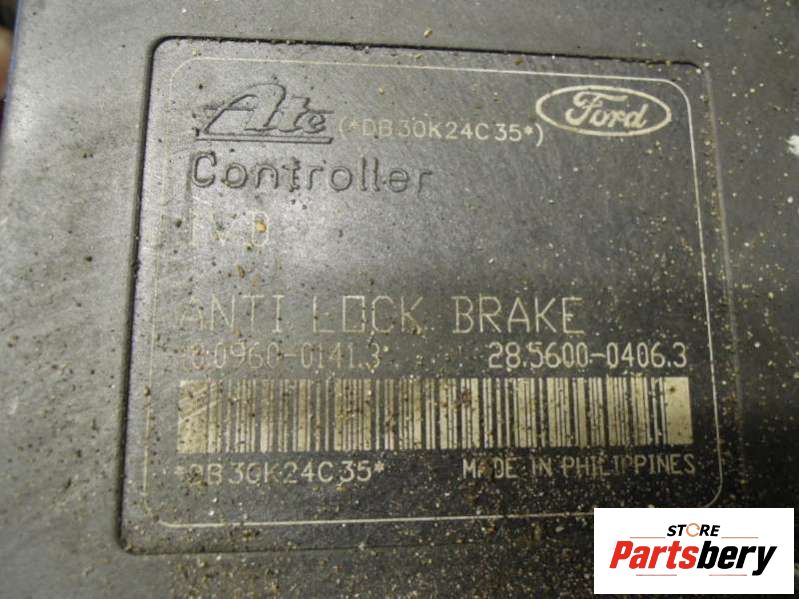 Ate (*DB30K24C35*) Ford
Controller
ANTI LOCK BRAKE
28.5600-0406.3
*DB30K24C35* MADE IN PHILIPPINES
STORE
Partsbery